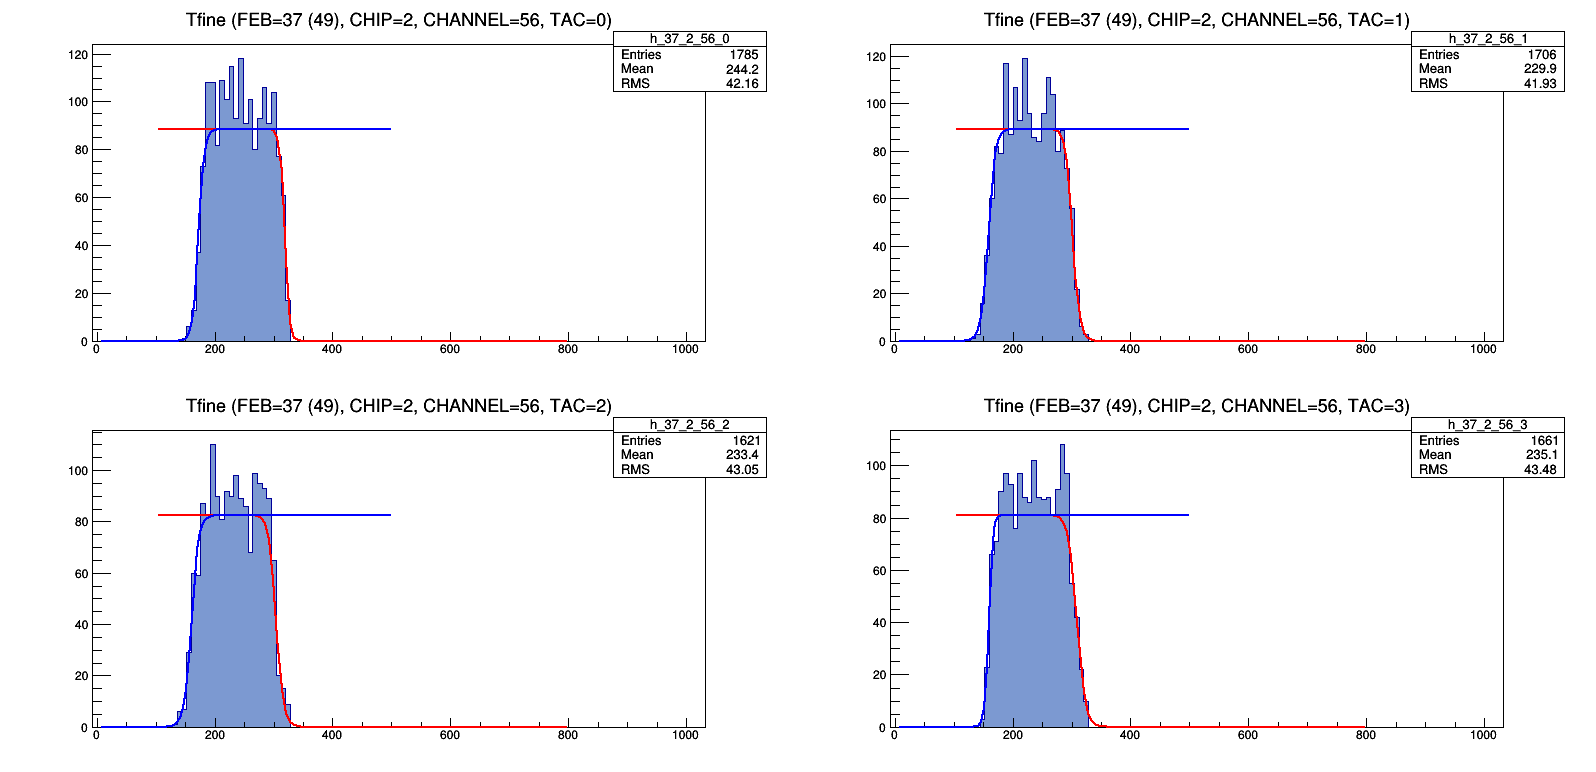 Tfine (FEB=37 (49), CHIP=2, CHANNEL=56, TAC=0)
h_37_2_56_0
Entries 1785
Mean 244.2
RMS 42.16
120
100
80
60
40
20
0
0 200 400 600 800 1000
Tfine (FEB=37 (49), CHIP=2, CHANNEL=56, TAC=1)
h_37_2_56_1
Entries 1706
Mean 229.9
RMS 41.93
120
100
80
60
40
20
0
0 200 400 600 800 1000
Tfine (FEB=37 (49), CHIP=2, CHANNEL=56, TAC=2)
h_37_2_56_2
Entries 1621
Mean 233.4
RMS 43.05
100
80
60
40
20
0
0 200 400 600 800 1000
Tfine (FEB=37 (49), CHIP=2, CHANNEL=56, TAC=3)
h_37_2_56_3
Entries 1661
Mean 235.1
RMS 43.48
100
80
60
40
20
0
0 200 400 600 800 1000